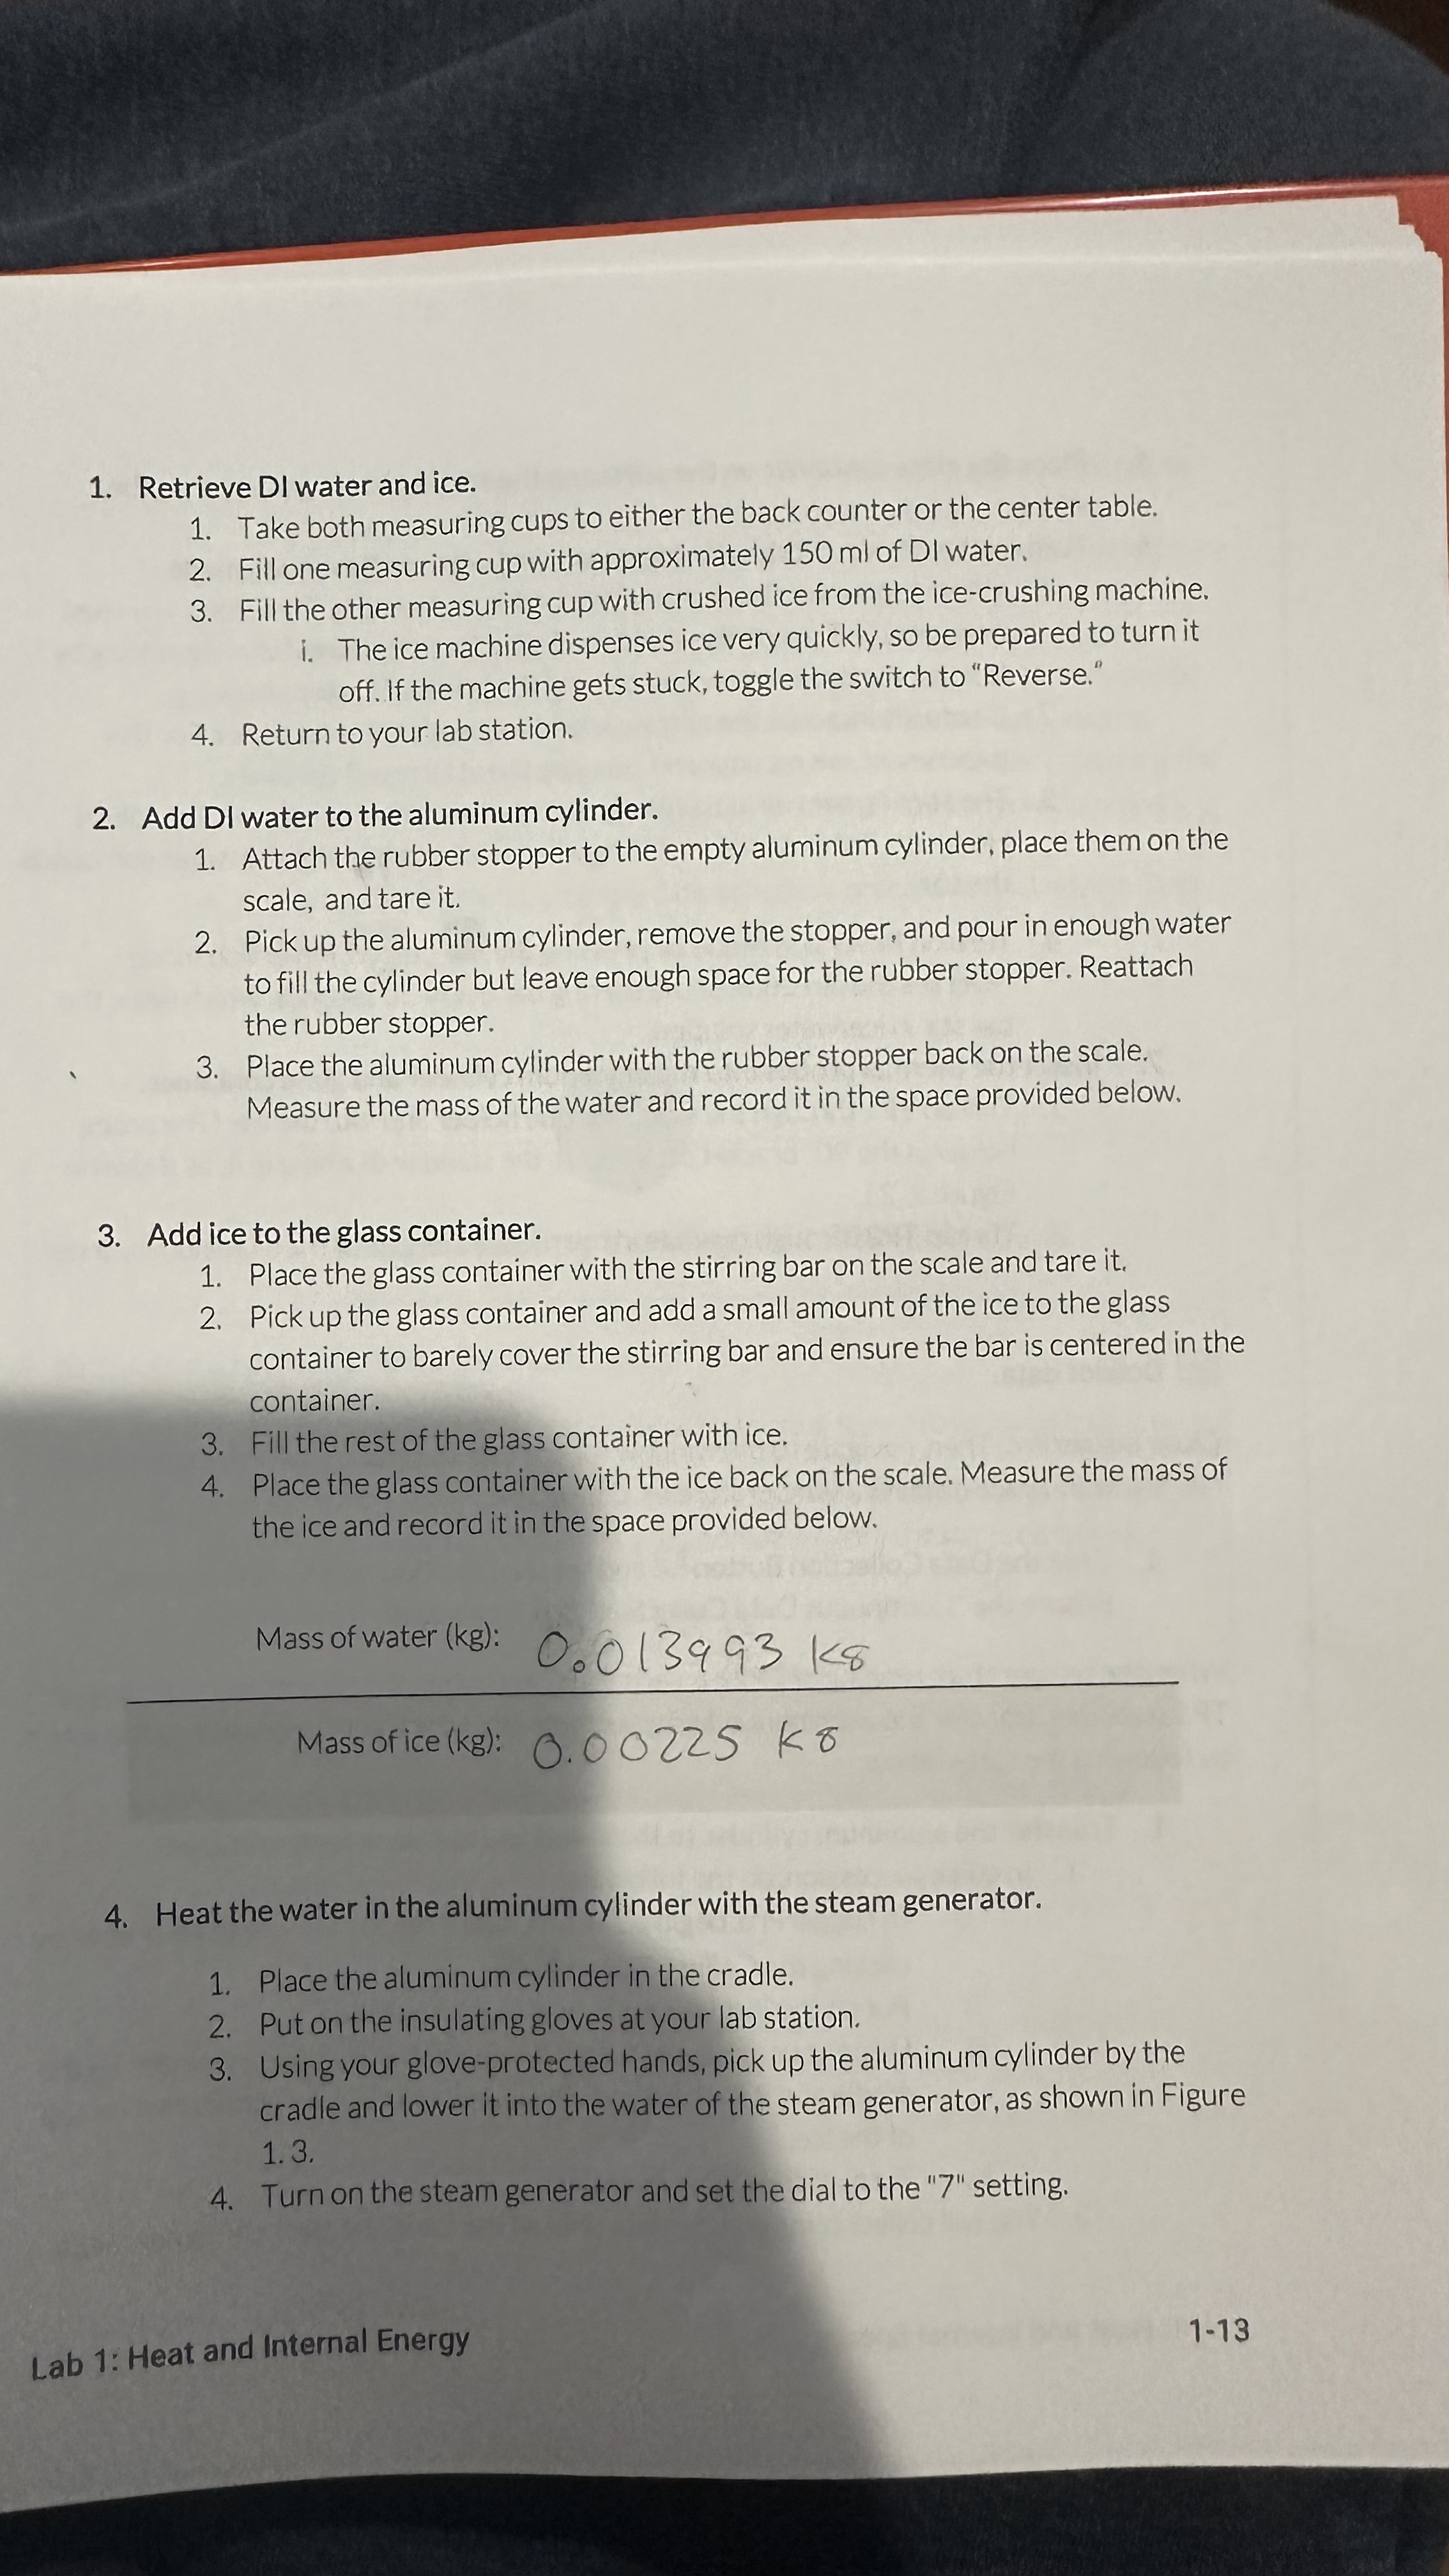 1. Retrieve DI water and ice.
1. Take both measuring cups to either the back counter or the center table.
2. Fill one measuring cup with approximately 150 ml of DI water.
3. Fill the other measuring cup with crushed ice from the ice-crushing machine.
i. The ice machine dispenses ice very quickly, so be prepared to turn it
off. If the machine gets stuck, toggle the switch to "Reverse."
4. Return to your lab station.
2. Add DI water to the aluminum cylinder.
1. Attach the rubber stopper to the empty aluminum cylinder, place them on the
scale, and tare it.
2. Pick up the aluminum cylinder, remove the stopper, and pour in enough water
to fill the cylinder but leave enough space for the rubber stopper. Reattach
the rubber stopper.
3. Place the aluminum cylinder with the rubber stopper back on the scale.
Measure the mass of the water and record it in the space provided below.
3. Add ice to the glass container.
1. Place the glass container with the stirring bar on the scale and tare it.
2. Pick up the glass container and add a small amount of the ice to the glass
container to barely cover the stirring bar and ensure the bar is centered in the
container.
3. Fill the rest of the glass container with ice.
4. Place the glass container with the ice back on the scale. Measure the mass of
the ice and record it in the space provided below.
Mass of water (kg): 0.013993 kg
Mass of ice (kg): 0.00225 kg
4. Heat the water in the aluminum cylinder with the steam generator.
1. Place the aluminum cylinder in the cradle.
2. Put on the insulating gloves at your lab station.
3. Using your glove-protected hands, pick up the aluminum cylinder by the
cradle and lower it into the water of the steam generator, as shown in Figure
1. 3.
4. Turn on the steam generator and set the dial to the "7" setting.
Lab 1: Heat and Internal Energy 1-13